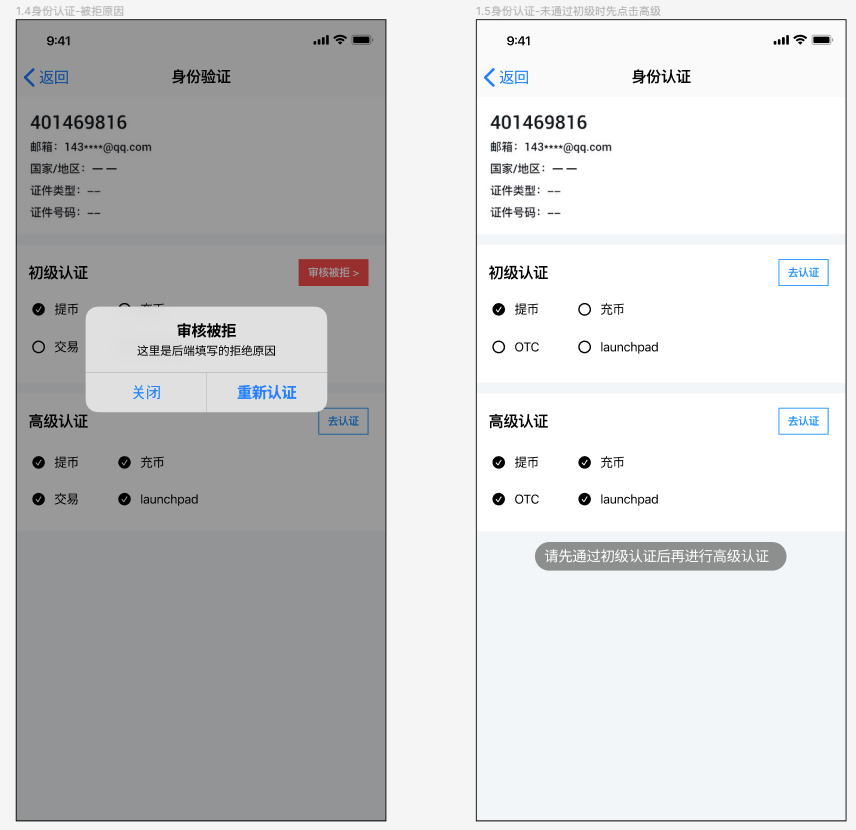 1.4身份认证-被拒原因
9:41
返回
身份验证
401469816
邮箱：143****@qq.com
国家/地区：— —
证件类型：--
证件号码：--
初级认证
审核被拒 >
提币
充币
交易
审核被拒
这里是后端填写的拒绝原因
关闭
重新认证
高级认证
去认证
提币
充币
交易
launchpad
1.5身份认证-未通过初级时先点击高级
9:41
返回
身份认证
401469816
邮箱：143****@qq.com
国家/地区：— —
证件类型：--
证件号码：--
初级认证
去认证
提币
充币
OTC
launchpad
高级认证
去认证
提币
充币
OTC
launchpad
请先通过初级认证后再进行高级认证